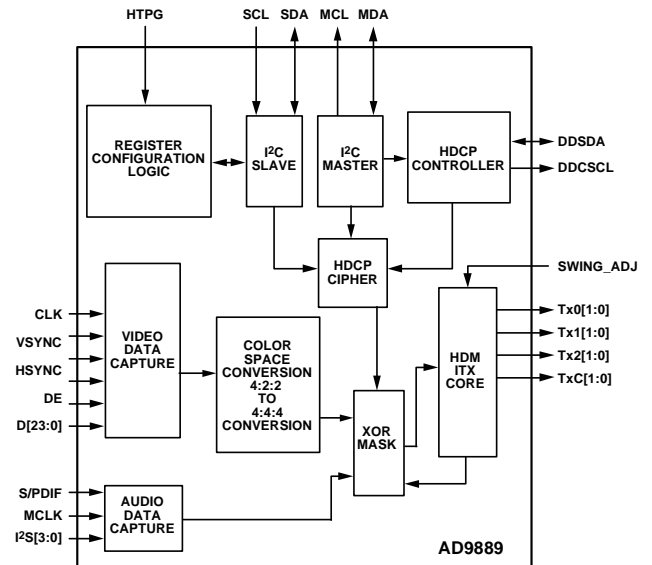 HTPG
SCL
SDA
MCL
MDA
REGISTER
CONFIGURATION
LOGIC
I²C
SLAVE
I²C
MASTER
HDCP
CONTROLLER
DDSDA
DDCSCL
HDCP
CIPHER
SWING_ADJ
CLK
VSYNC
HSYNC
DE
D[23:0]
VIDEO
DATA
CAPTURE
COLOR
SPACE
CONVERSION
4:2:2
TO
4:4:4
CONVERSION
XOR
MASK
HDM
ITX
CORE
Tx0[1:0]
Tx1[1:0]
Tx2[1:0]
TxC[1:0]
S/PDIF
MCLK
I²S[3:0]
AUDIO
DATA
CAPTURE
AD9889